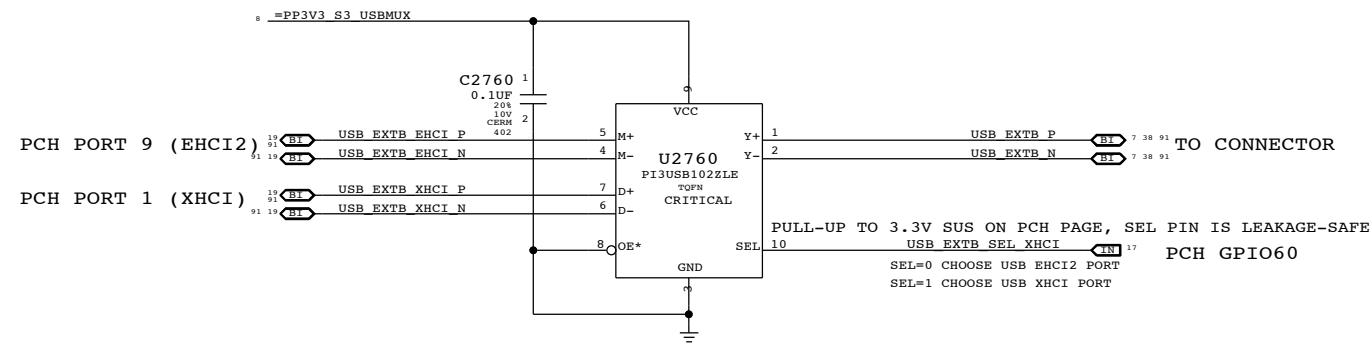 8 =PP3V3_S3_USBMUX
C2760 1
0.1UF
20%
10V
CERM
402 2
9
VCC
PCH PORT 9 (EHCI2)
19 BI USB_EXTB_EHCI_P 5 M+
91
91 19 BI USB_EXTB_EHCI_N 4 M-
PCH PORT 1 (XHCI)
19 BI USB_EXTB_XHCI_P 7 D+
91
91 19 BI USB_EXTB_XHCI_N 6 D-
8 OE*
U2760
PI3USB102ZLE
TQFN
CRITICAL
Y+ 1 USB_EXTB_P BI 7 38 91
Y- 2 USB_EXTB_N BI 7 38 91
TO CONNECTOR
PULL-UP TO 3.3V SUS ON PCH PAGE, SEL PIN IS LEAKAGE-SAFE
SEL 10 USB_EXTB_SEL_XHCI IN 17
PCH GPIO60
SEL=0 CHOOSE USB EHCI2 PORT
SEL=1 CHOOSE USB XHCI PORT
GND
3